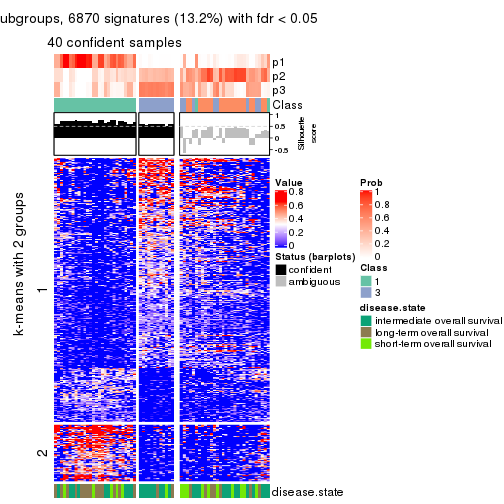 ubgroups, 6870 signatures (13.2%) with fdr < 0.05
40 confident samples
p1
p2
p3
Class
1
0.5
0
-0.5
Silhouette
score
k-means with 2 groups
1
2
disease.state
Value
0.8
0.6
0.4
0.2
0
Status (barplots)
confident
ambiguous
Prob
1
0.8
0.6
0.4
0.2
0
Class
1
3
disease.state
intermediate overall survival
long-term overall survival
short-term overall survival